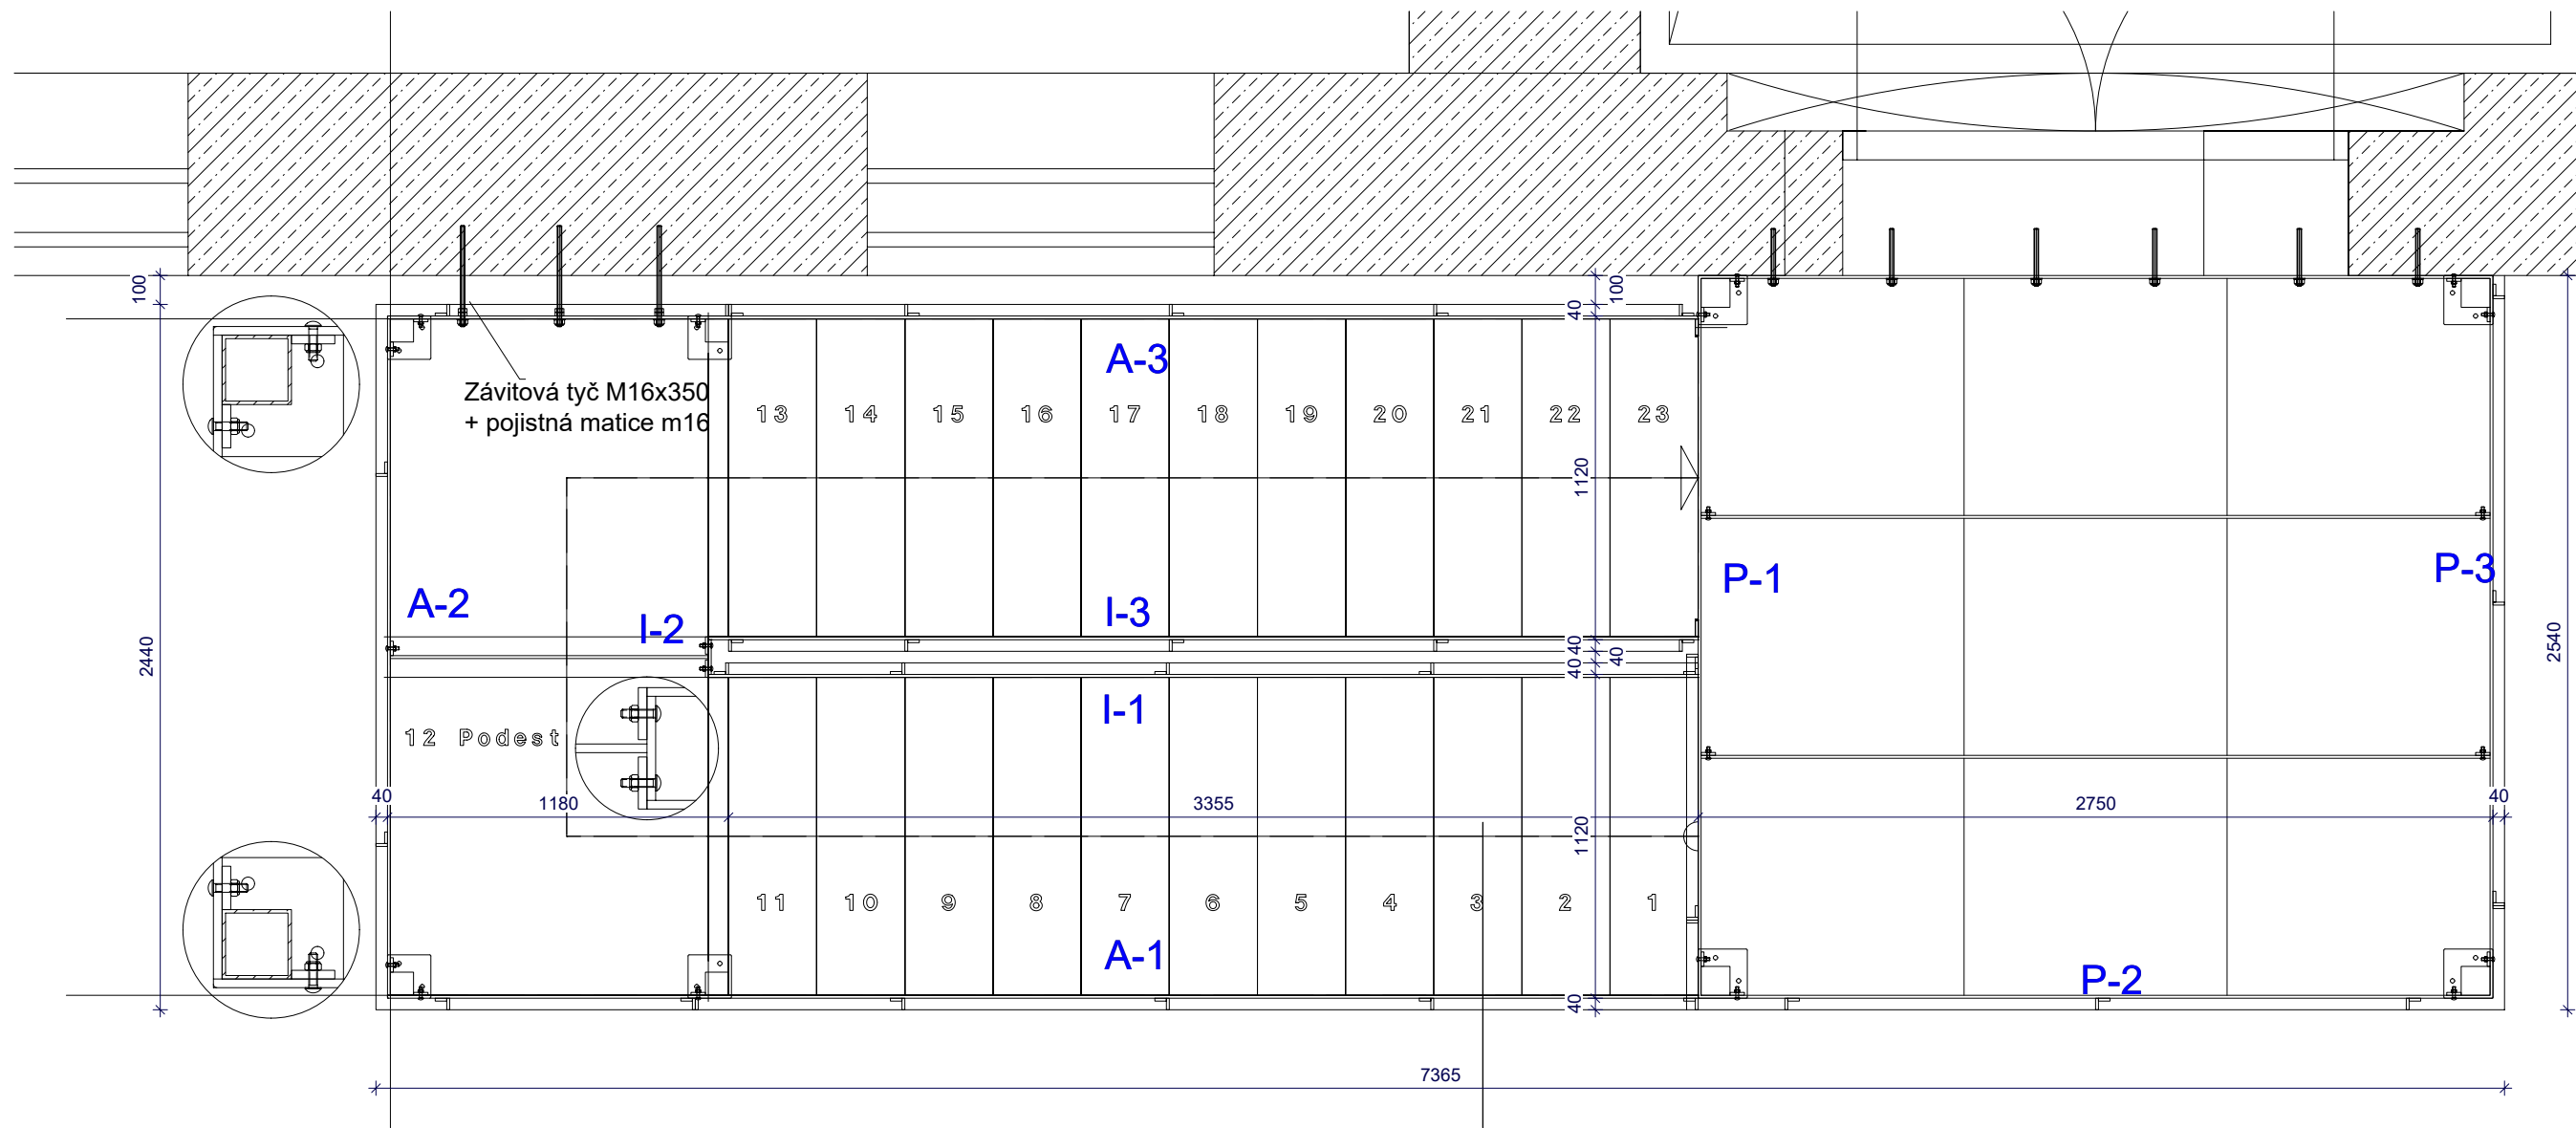 100
100
40
Závitová tyč M16x350
+ pojistná matice m16
A-3
13 14 15 16 17 18 19 20 21 22 23
1120
P-1
P-3
A-2
I-2
I-3
2440
2540
40
40
40
I-1
12 Podest
40
1180
3355
2750
40
1120
11 10 9 8 7 6 5 4 3 2 1
A-1
P-2
40
7365